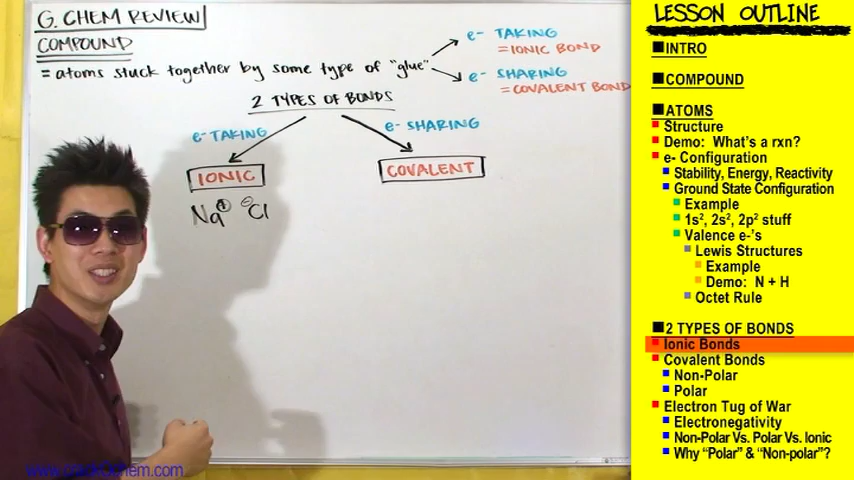 G. CHEM REVIEW
COMPOUND
= atoms stuck together by some type of "glue"
e- TAKING
= IONIC BOND
e- SHARING
= COVALENT BOND
2 TYPES OF BONDS
e- TAKING
e- SHARING
IONIC
COVALENT
Na⊕ ⊖Cl
LESSON OUTLINE
INTRO
COMPOUND
ATOMS
Structure
Demo: What's a rxn?
e- Configuration
Stability, Energy, Reactivity
Ground State Configuration
Example
1s², 2s², 2p² stuff
Valence e-'s
Lewis Structures
Example
Demo: N + H
Octet Rule
2 TYPES OF BONDS
Ionic Bonds
Covalent Bonds
Non-Polar
Polar
Electron Tug of War
Electronegativity
Non-Polar Vs. Polar Vs. Ionic
Why "Polar" & "Non-polar"?